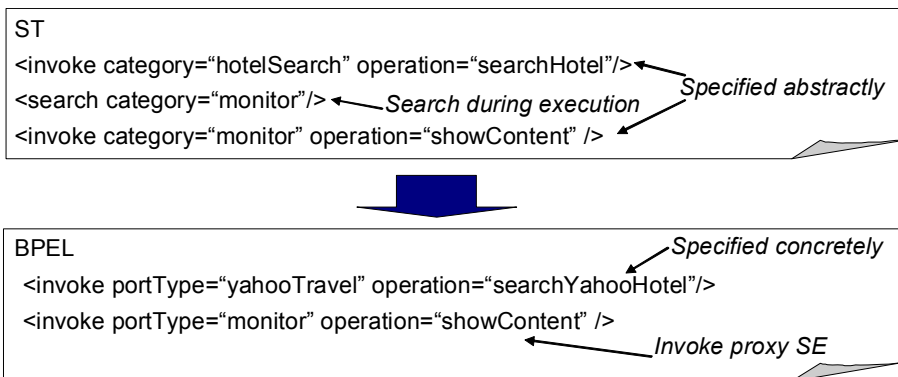 ST
<invoke category=“hotelSearch” operation=“searchHotel”/>
Specified abstractly
<search category=“monitor”/>
Search during execution
<invoke category=“monitor” operation=“showContent” />
BPEL
Specified concretely
<invoke portType=“yahooTravel” operation=“searchYahooHotel”/>
<invoke portType=“monitor” operation=“showContent” />
Invoke proxy SE